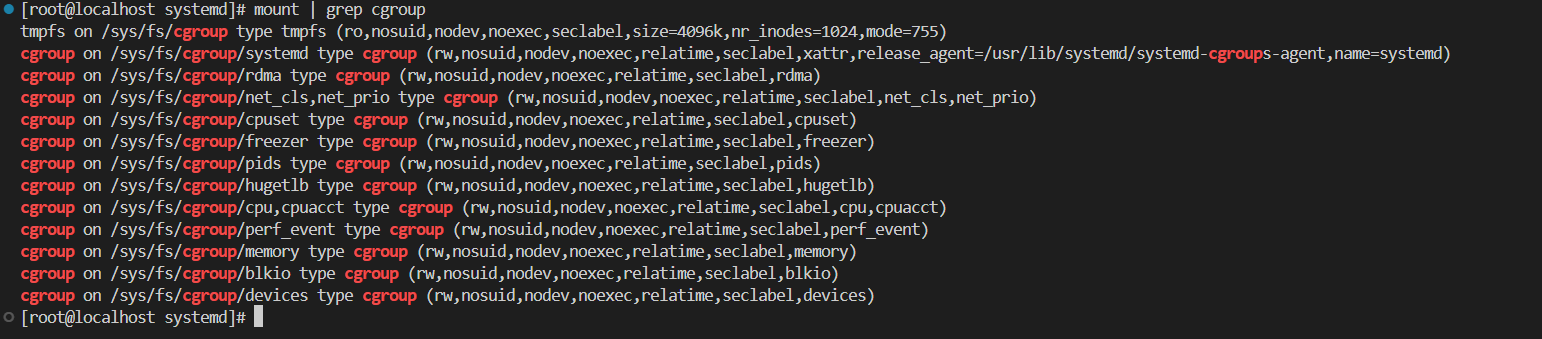 [root@localhost systemd]# mount | grep cgroup
tmpfs on /sys/fs/cgroup type tmpfs (ro,nosuid,nodev,noexec,seclabel,size=4096k,nr_inodes=1024,mode=755)
cgroup on /sys/fs/cgroup/systemd type cgroup (rw,nosuid,nodev,noexec,relatime,seclabel,xattr,release_agent=/usr/lib/systemd/systemd-cgroups-agent,name=systemd)
cgroup on /sys/fs/cgroup/rdma type cgroup (rw,nosuid,nodev,noexec,relatime,seclabel,rdma)
cgroup on /sys/fs/cgroup/net_cls,net_prio type cgroup (rw,nosuid,nodev,noexec,relatime,seclabel,net_cls,net_prio)
cgroup on /sys/fs/cgroup/cpuset type cgroup (rw,nosuid,nodev,noexec,relatime,seclabel,cpuset)
cgroup on /sys/fs/cgroup/freezer type cgroup (rw,nosuid,nodev,noexec,relatime,seclabel,freezer)
cgroup on /sys/fs/cgroup/pids type cgroup (rw,nosuid,nodev,noexec,relatime,seclabel,pids)
cgroup on /sys/fs/cgroup/hugetlb type cgroup (rw,nosuid,nodev,noexec,relatime,seclabel,hugetlb)
cgroup on /sys/fs/cgroup/cpu,cpuacct type cgroup (rw,nosuid,nodev,noexec,relatime,seclabel,cpu,cpuacct)
cgroup on /sys/fs/cgroup/perf_event type cgroup (rw,nosuid,nodev,noexec,relatime,seclabel,perf_event)
cgroup on /sys/fs/cgroup/memory type cgroup (rw,nosuid,nodev,noexec,relatime,seclabel,memory)
cgroup on /sys/fs/cgroup/blkio type cgroup (rw,nosuid,nodev,noexec,relatime,seclabel,blkio)
cgroup on /sys/fs/cgroup/devices type cgroup (rw,nosuid,nodev,noexec,relatime,seclabel,devices)
[root@localhost systemd]#